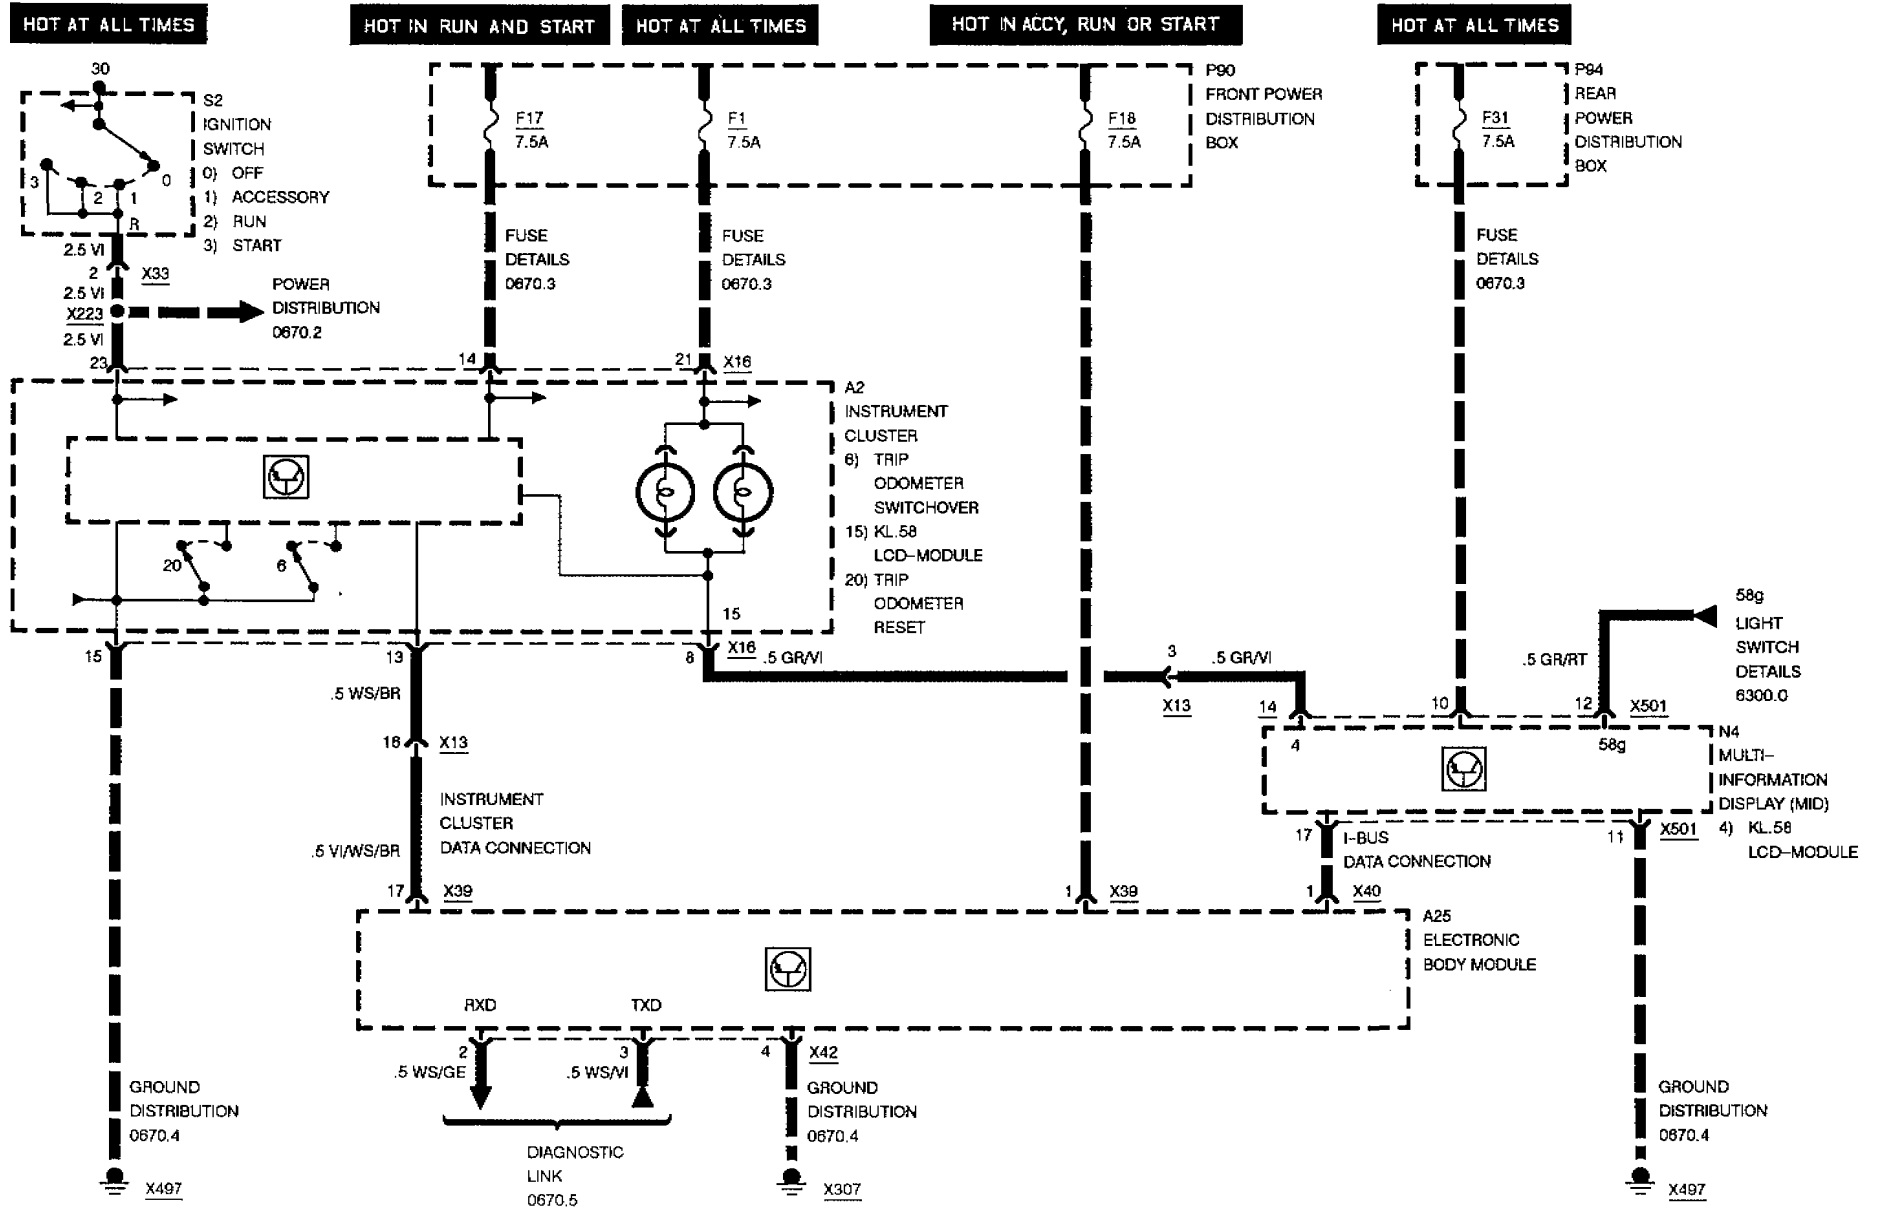 HOT AT ALL TIMES
HOT IN RUN AND START
HOT AT ALL TIMES
HOT IN ACCY, RUN OR START
HOT AT ALL TIMES
30
S2
IGNITION
SWITCH
0) OFF
1) ACCESSORY
2) RUN
3) START
3
2
1
0
R
F17
7.5A
F1
7.5A
F18
7.5A
P90
FRONT POWER
DISTRIBUTION
BOX
F31
7.5A
P94
REAR
POWER
DISTRIBUTION
BOX
2.5 VI
2
X33
2.5 VI
X223
2.5 VI
23
POWER
DISTRIBUTION
0670.2
FUSE
DETAILS
0670.3
14
FUSE
DETAILS
0670.3
21
X16
FUSE
DETAILS
0670.3
A2
INSTRUMENT
CLUSTER
6) TRIP
ODOMETER
SWITCHOVER
15) KL.58
LCD-MODULE
20) TRIP
ODOMETER
RESET
20
6
15
15
13
8
X16
.5 GR/VI
3
X13
.5 GR/VI
.5 GR/RT
58g
LIGHT
SWITCH
DETAILS
6300.0
.5 WS/BR
16
X13
INSTRUMENT
CLUSTER
DATA CONNECTION
.5 VI/WS/BR
17
X39
1
X39
14
10
12
X501
4
58g
N4
MULTI-
INFORMATION
DISPLAY (MID)
4) KL.58
LCD-MODULE
17
I-BUS
DATA CONNECTION
11
X501
1
X40
A25
ELECTRONIC
BODY MODULE
RXD
TXD
2
3
4
X42
.5 WS/GE
.5 WS/VI
GROUND
DISTRIBUTION
0670.4
X497
DIAGNOSTIC
LINK
0670.5
GROUND
DISTRIBUTION
0670.4
X307
GROUND
DISTRIBUTION
0670.4
X497